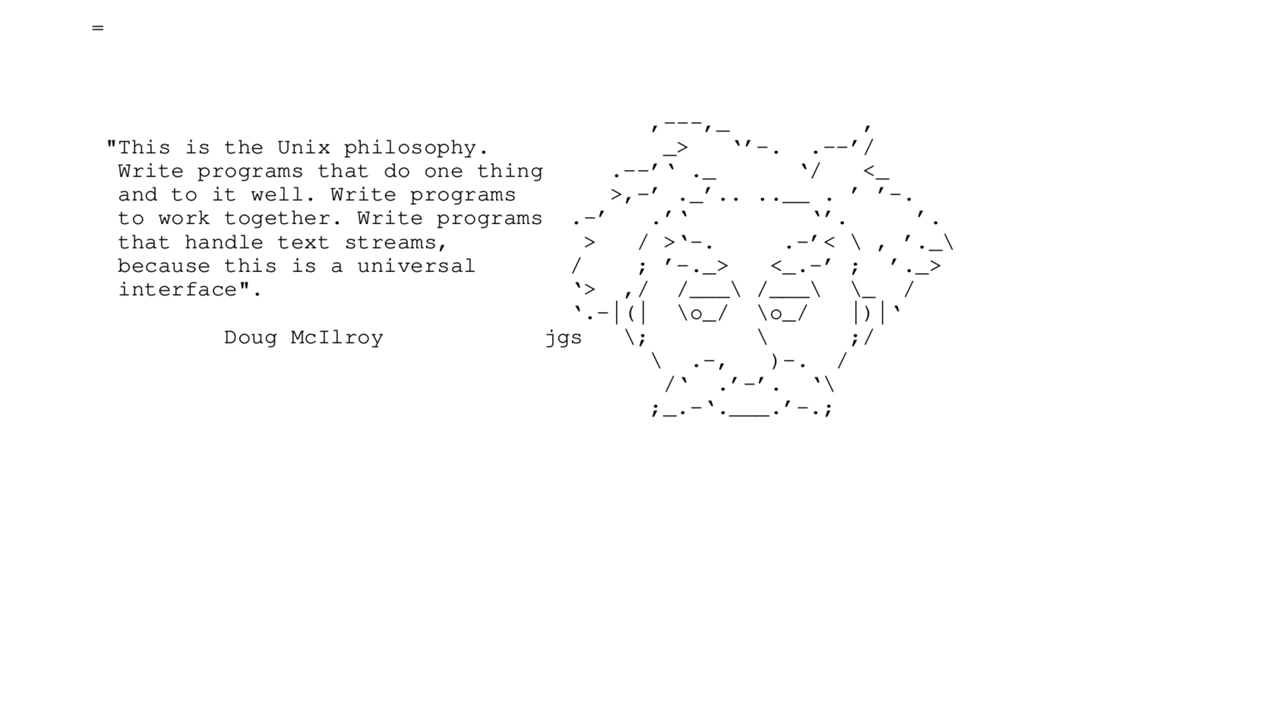 =
"This is the Unix philosophy.
Write programs that do one thing
and to it well. Write programs
to work together. Write programs
that handle text streams,
because this is a universal
interface".
Doug McIlroy
jgs